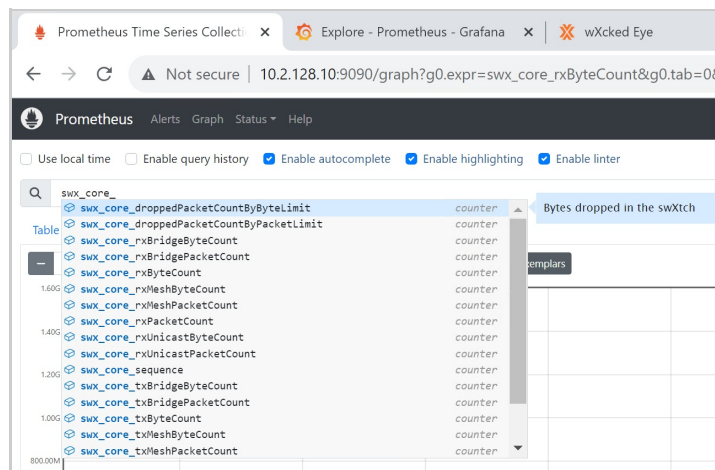 Prometheus Time Series Collecti
Explore - Prometheus - Grafana
wXcked Eye
Not secure | 10.2.128.10:9090/graph?g0.expr=swx_core_rxByteCount&g0.tab=0&
Prometheus Alerts Graph Status Help
Use local time Enable query history Enable autocomplete Enable highlighting Enable linter
swx_core_
swx_core_droppedPacketCountByByteLimit counter Bytes dropped in the swXtch
swx_core_droppedPacketCountByPacketLimit counter
Table
swx_core_rxBridgeByteCount counter
swx_core_rxBridgePacketCount counter
emplars
swx_core_rxByteCount counter
1.60G swx_core_rxMeshByteCount counter
swx_core_rxMeshPacketCount counter
swx_core_rxPacketCount counter
1.40G swx_core_rxUnicastByteCount counter
swx_core_rxUnicastPacketCount counter
1.20G swx_core_sequence counter
swx_core_txBridgeByteCount counter
swx_core_txBridgePacketCount counter
1.00G swx_core_txByteCount counter
swx_core_txMeshByteCount counter
800.00M swx_core_txMeshPacketCount counter